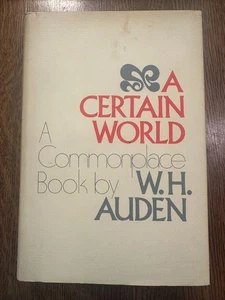 A
CERTAIN
WORLD
A
Commonplace
Book by W.H.
AUDEN